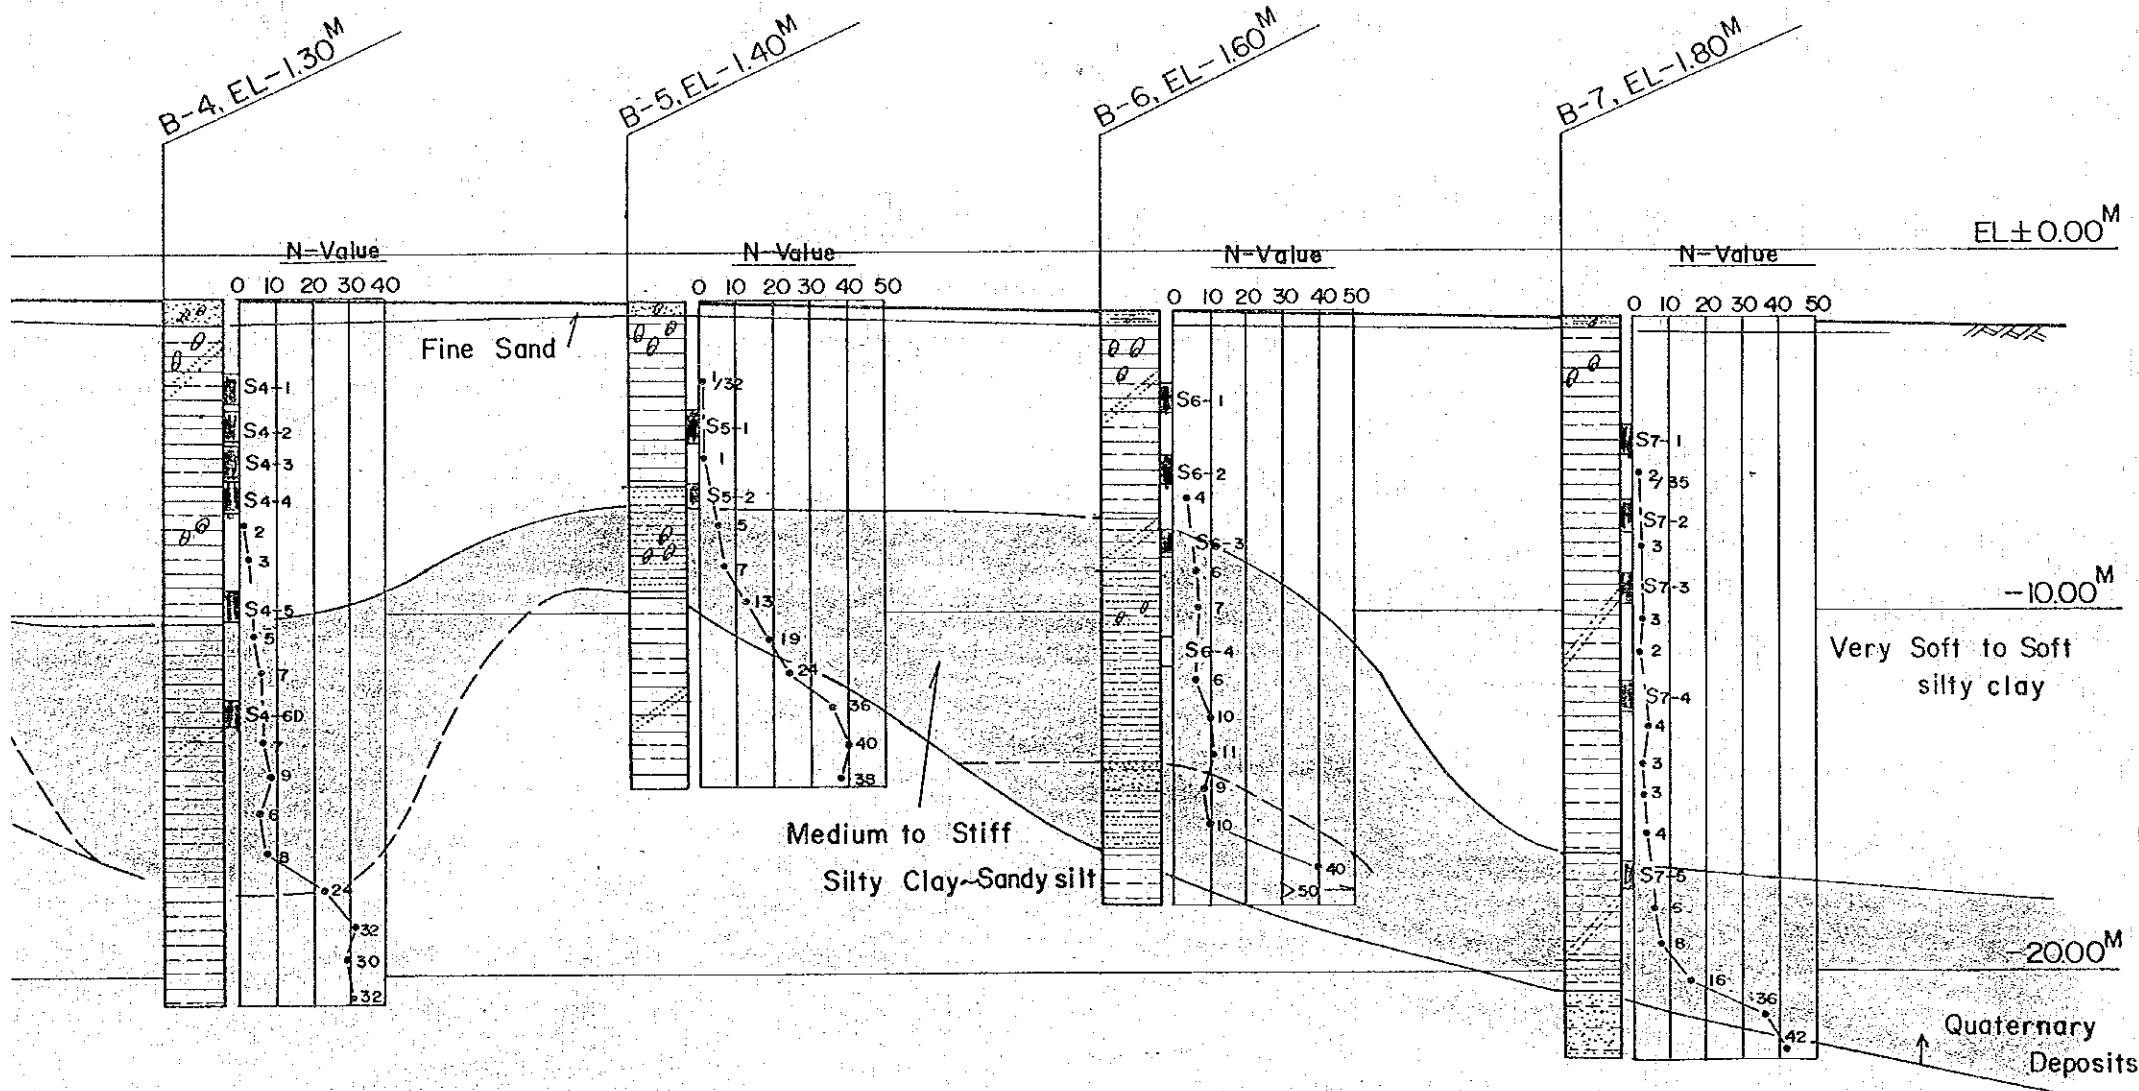 B-4, EL-1.30M
B-5, EL-1.40M
B-6, EL-1.60M
B-7, EL-1.80M
EL±0.00M
N-Value
0 10 20 30 40
S4-1
S4-2
S4-3
S4-4
2
3
S4-5
5
7
S4-6D
7
9
6
8
24
32
30
32
Fine Sand
N-Value
0 10 20 30 40 50
1/32
S5-1
1
S5-2
5
7
13
19
24
36
40
38
Medium to Stiff
Silty Clay~Sandy silt
N-Value
0 10 20 30 40 50
S6-1
S6-2
4
S6-3
6
7
S6-4
6
10
11
9
10
40
>50
N-Value
0 10 20 30 40 50
S7-1
2/35
S7-2
3
S7-3
3
2
S7-4
4
3
3
4
S7-5
6
8
16
36
42
-10.00M
Very Soft to Soft
silty clay
-20.00M
Quaternary
Deposits